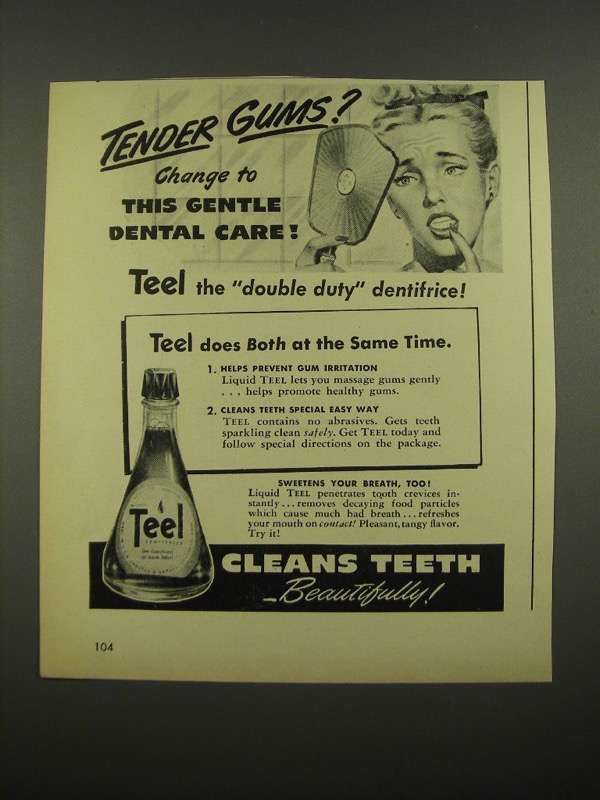 TENDER GUMS?
Change to
THIS GENTLE
DENTAL CARE!
Teel the "double duty" dentifrice!
Teel does Both at the Same Time.
1. HELPS PREVENT GUM IRRITATION
Liquid TEEL lets you massage gums gently
... helps promote healthy gums.
2. CLEANS TEETH SPECIAL EASY WAY
TEEL contains no abrasives. Gets teeth
sparkling clean safely. Get TEEL today and
follow special directions on the package.
SWEETENS YOUR BREATH, TOO!
Liquid TEEL penetrates tooth crevices in-
stantly... removes decaying food particles
which cause much bad breath... refreshes
your mouth on contact! Pleasant, tangy flavor.
Try it!
Teel
CLEANS TEETH
—Beautifully!
104